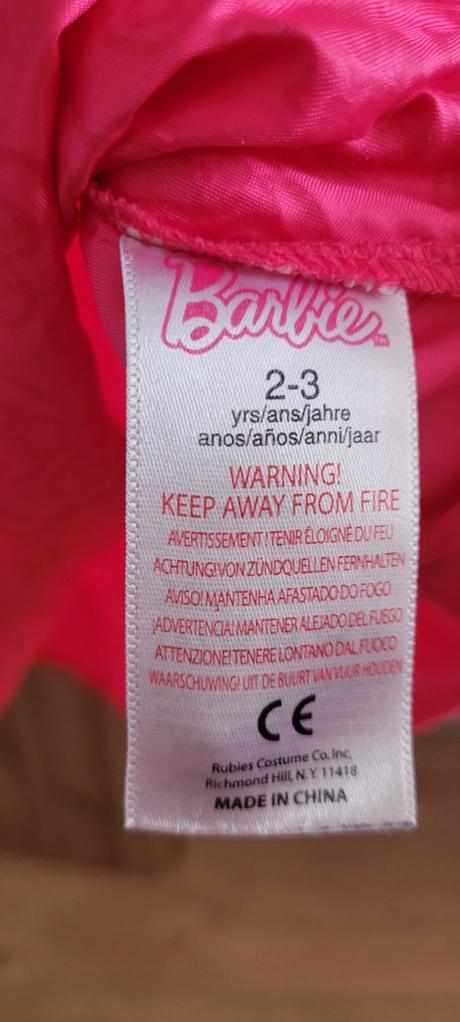 Barbie™
2-3
yrs/ans/jahre
anos/años/anni/jaar
WARNING!
KEEP AWAY FROM FIRE
AVERTISSEMENT ! TENIR ÉLOIGNÉ DU FEU
ACHTUNG! VON ZÜNDQUELLEN FERNHALTEN
AVISO! MANTENHA AFASTADO DO FOGO
¡ADVERTENCIA! MANTENER ALEJADO DEL FUEGO
ATTENZIONE! TENERE LONTANO DAL FUOCO
WAARSCHUWING! UIT DE BUURT VAN VUUR HOUDEN
CE
Rubies Costume Co. Inc.
Richmond Hill, N.Y. 11418
MADE IN CHINA